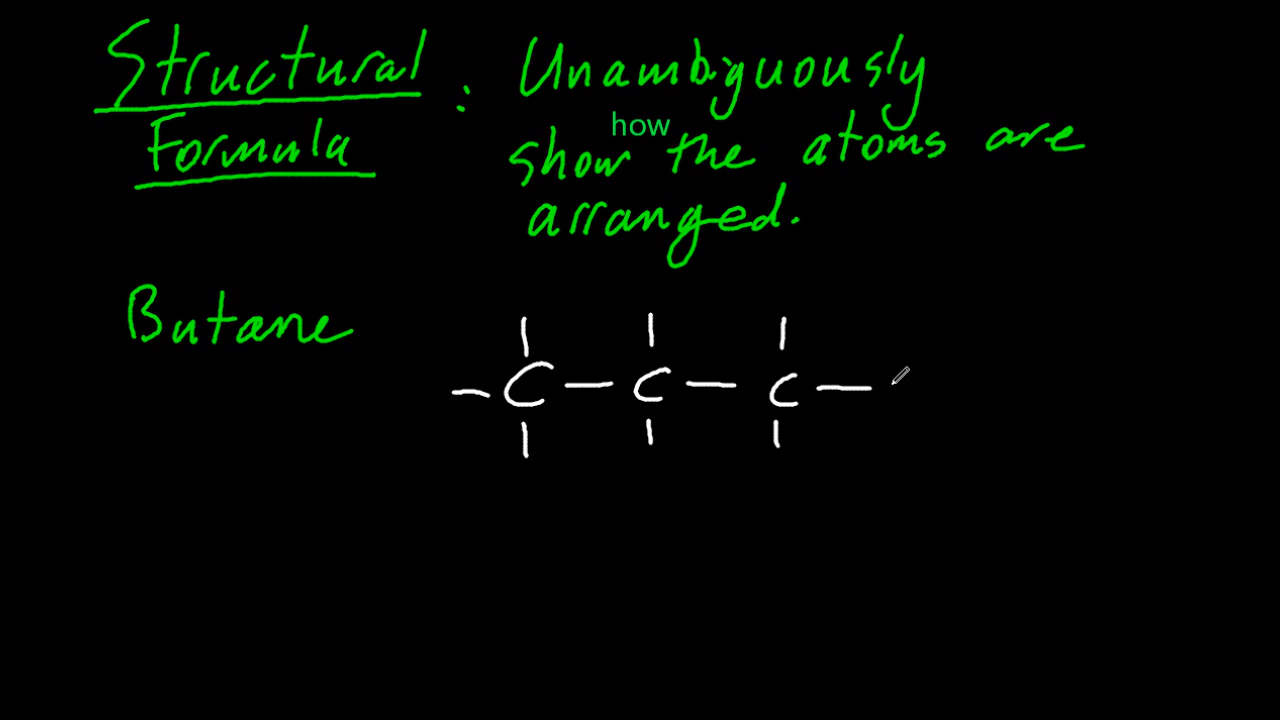 Structural : Unambiguously
Formula show how the atoms are
arranged.
Butane
C - C - C -